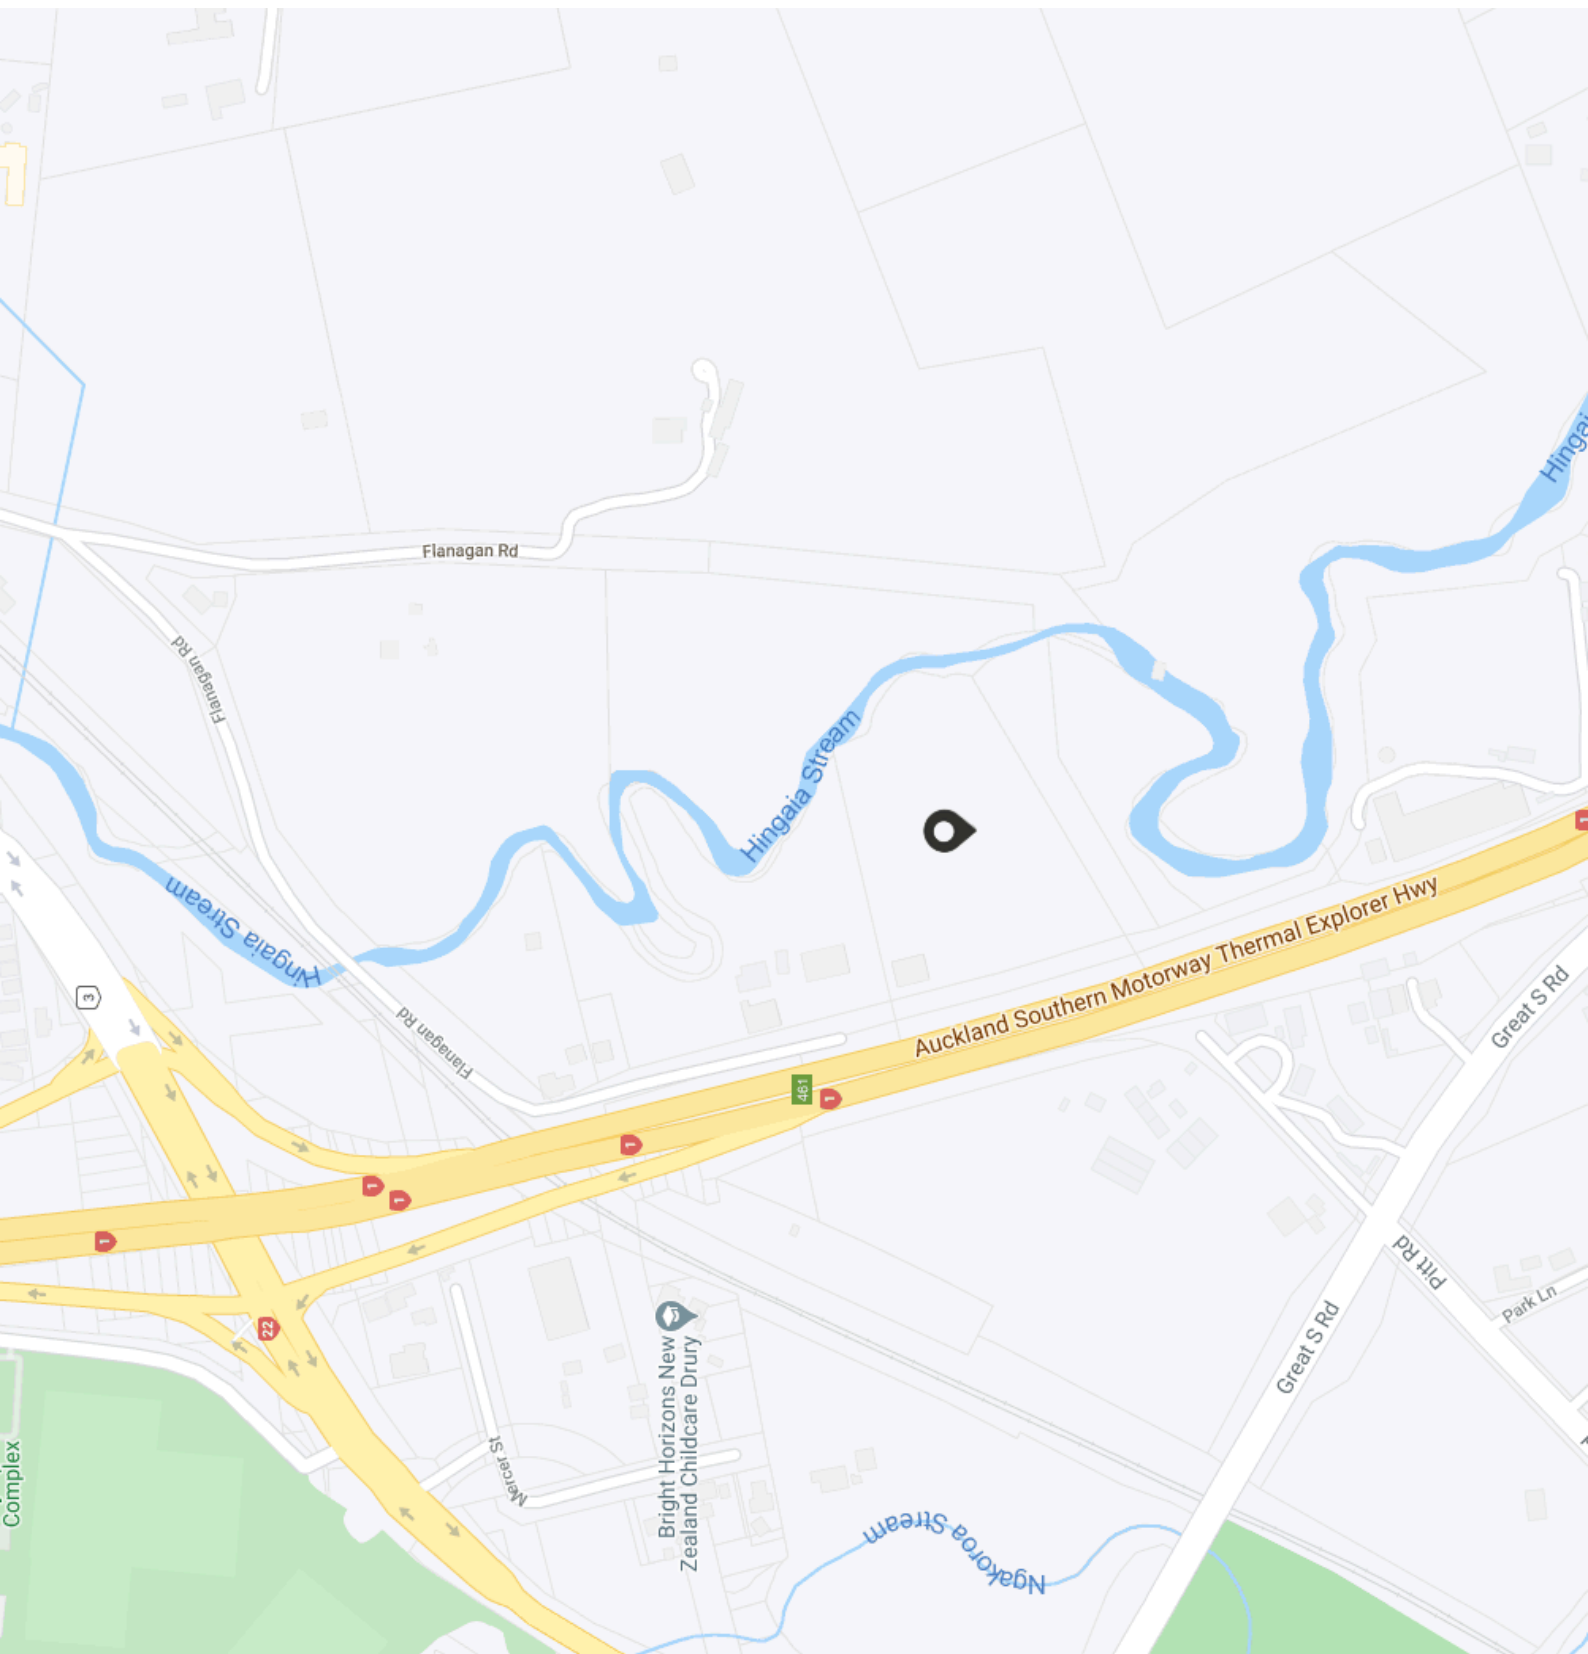 Hingai
Flanagan Rd
Flanagan Rd
Hingaia Stream
Hingaia Stream
3
Flanagan Rd
Auckland Southern Motorway Thermal Explorer Hwy
1
Great S Rd
461
1
1
1
1
1
22
Pitt Rd
Park Ln
Great S Rd
Bright Horizons New
Zealand Childcare Drury
Mercer St
Complex
Ngakoroa Stream